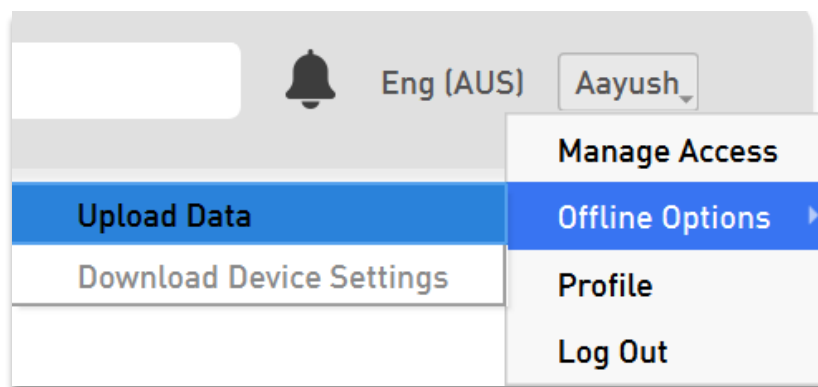 Eng (AUS)
Aayush
Manage Access
Upload Data
Offline Options
Download Device Settings
Profile
Log Out